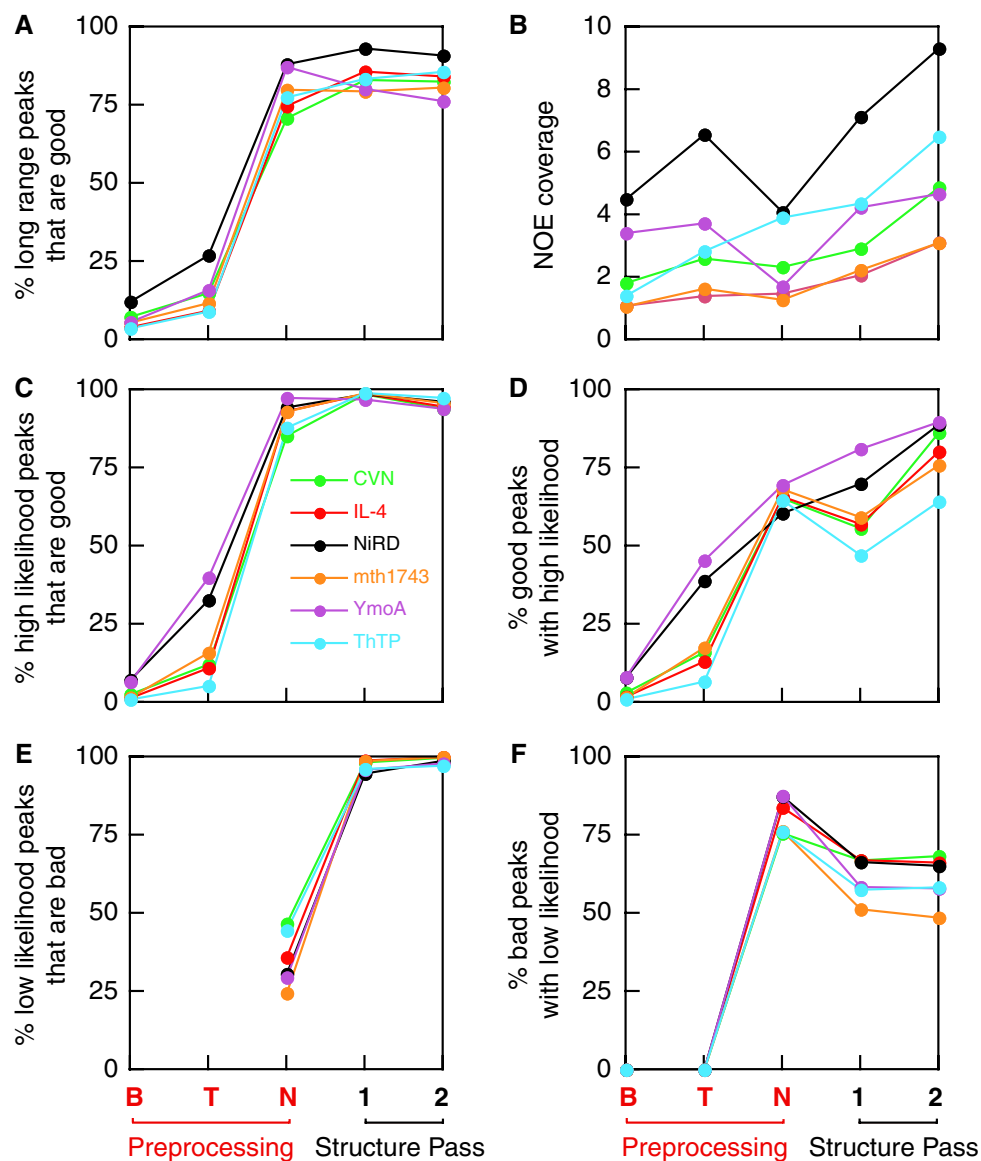 A
% long range peaks
that are good
100
75
50
25
0
B
NOE coverage
10
8
6
4
2
0
C
% high likelihood peaks
that are good
100
75
50
25
0
CVN
IL-4
NiRD
mth1743
YmoA
ThTP
D
% good peaks
with high likelihood
100
75
50
25
0
E
% low likelihood peaks
that are bad
100
75
50
25
0
B T N 1 2
Preprocessing Structure Pass
F
% bad peaks
with low likelihood
100
75
50
25
0
B T N 1 2
Preprocessing Structure Pass